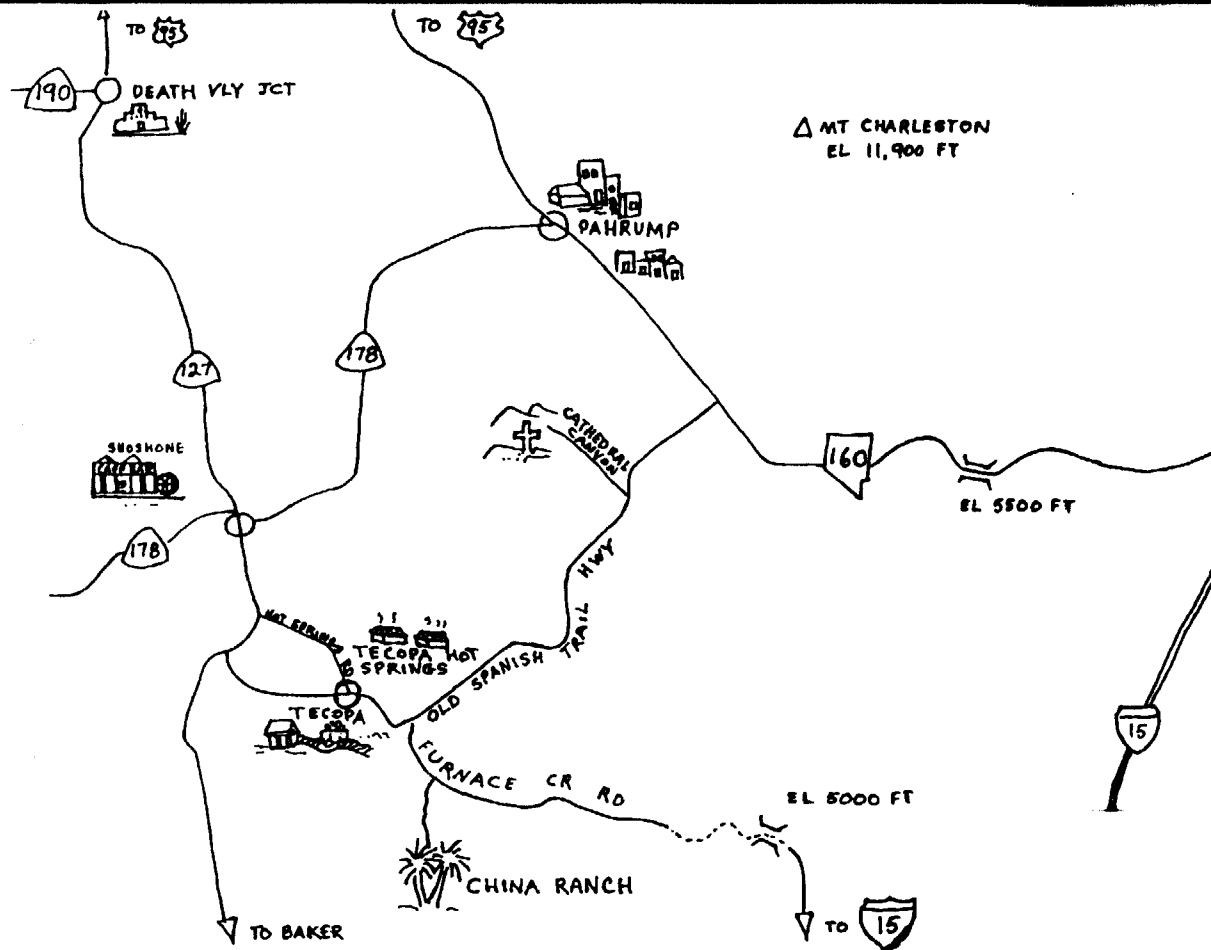 TO 95
TO 95
190
DEATH VLY JCT
△ MT CHARLESTON
EL 11,900 FT
PAHRUMP
127
178
SHOSHONE
CATHEDRAL
CANYON
160
EL 5500 FT
178
HOT SPRINGS RD
TECOPA HOT
SPRINGS
OLD SPANISH TRAIL HWY
TECOPA
15
FURNACE CR RD
EL 5000 FT
CHINA RANCH
TO BAKER
TO 15